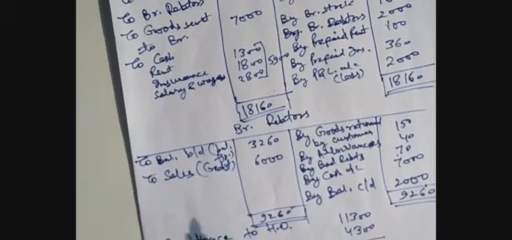 To Br. Debtors
To Goods sent
to Br. 7000
To Cash
Rent 1300
Insurance 1800 5900
Salary & wages 2800
18160
By Br. Stock
By Br. Debtors 2000
By Prepaid Rent 100
By Prepaid Ins. 360
By P&L a/c 2000
(Loss)
18160
Br. Debtors
To Bal. b/d 3260
To Sales (Credit) 6000
9260
By Goods returned 150
by customer
By Allowances 40
By Bad Debts 70
By Cash a/c 7000
By Bal. c/d 2000
9260
to H.O. 11300
4300